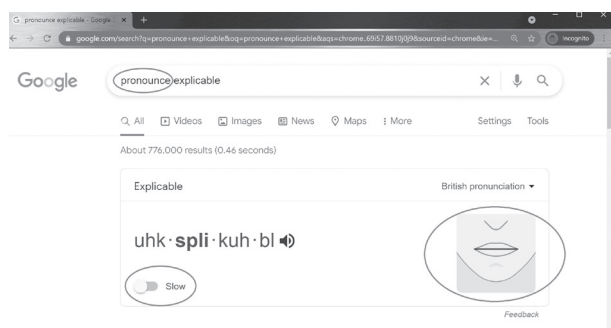 pronounce explicable - Google S
google.com/search?q=pronounce+explicable&oq=pronounce+explicable&aqs=chrome..69i57.8810j0j9&sourceid=chrome&ie=...
Incognito
Google
pronounce explicable
All Videos Images News Maps More Settings Tools
About 776,000 results (0.46 seconds)
Explicable British pronunciation
uhk·spli·kuh·bl
Slow
Feedback